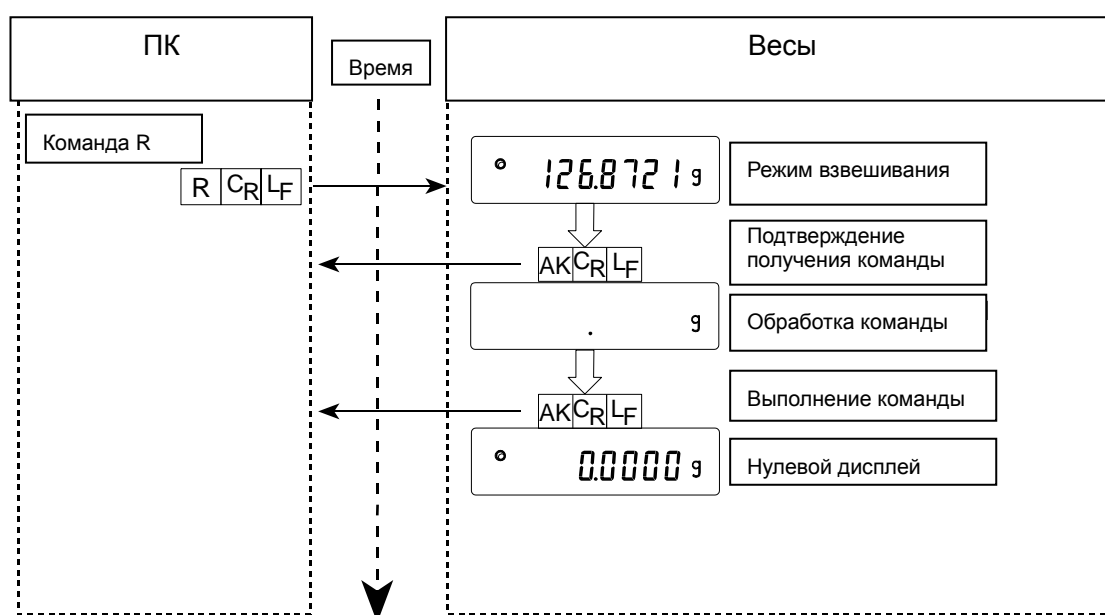 ПК
Время
Весы
Команда R
R CR LF
126.8721 g
Режим взвешивания
AK CR LF
Подтверждение
получения команды
. g
Обработка команды
AK CR LF
Выполнение команды
0.0000 g
Нулевой дисплей